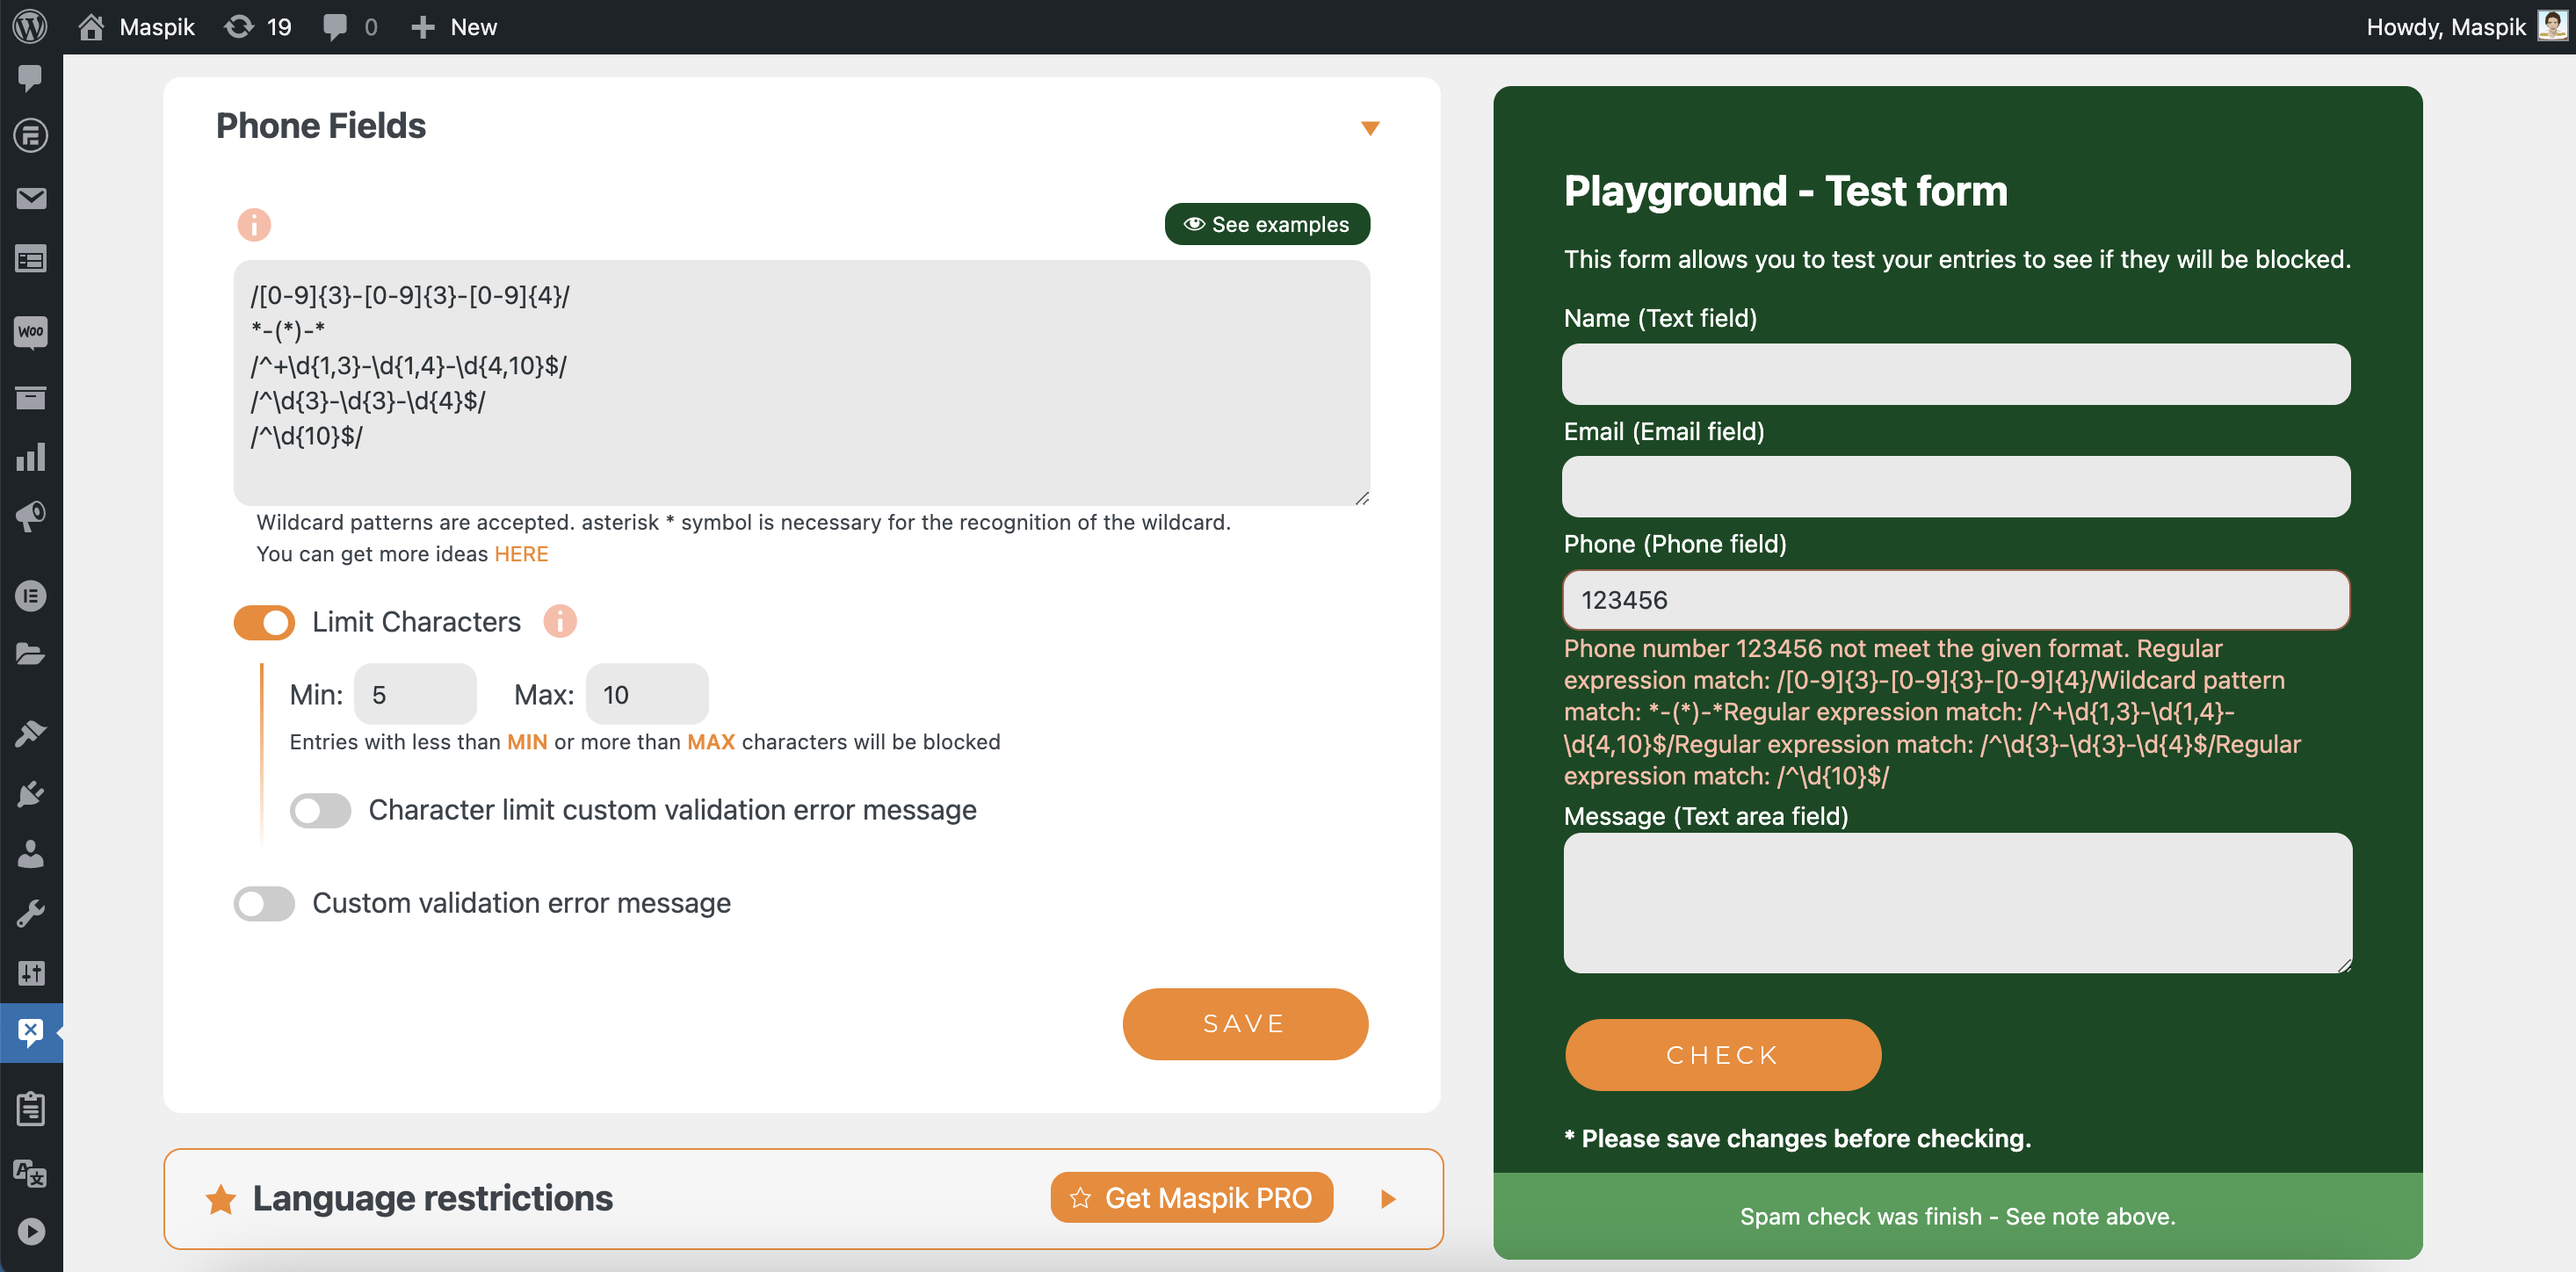 Maspik 19 0 New
Howdy, Maspik
WOO
Phone Fields
See examples
/[0-9]{3}-[0-9]{3}-[0-9]{4}/
*-(*)-*
/^+\d{1,3}-\d{1,4}-\d{4,10}$/
/^\d{3}-\d{3}-\d{4}$/
/^\d{10}$/
Wildcard patterns are accepted. asterisk * symbol is necessary for the recognition of the wildcard.
You can get more ideas HERE
Limit Characters
Min: 5 Max: 10
Entries with less than MIN or more than MAX characters will be blocked
Character limit custom validation error message
Custom validation error message
SAVE
Language restrictions
Get Maspik PRO
Playground - Test form
This form allows you to test your entries to see if they will be blocked.
Name (Text field)
Email (Email field)
Phone (Phone field)
123456
Phone number 123456 not meet the given format. Regular
expression match: /[0-9]{3}-[0-9]{3}-[0-9]{4}/Wildcard pattern
match: *-(*)-*Regular expression match: /^+\d{1,3}-\d{1,4}-
\d{4,10}$/Regular expression match: /^\d{3}-\d{3}-\d{4}$/Regular
expression match: /^\d{10}$/
Message (Text area field)
CHECK
* Please save changes before checking.
Spam check was finish - See note above.